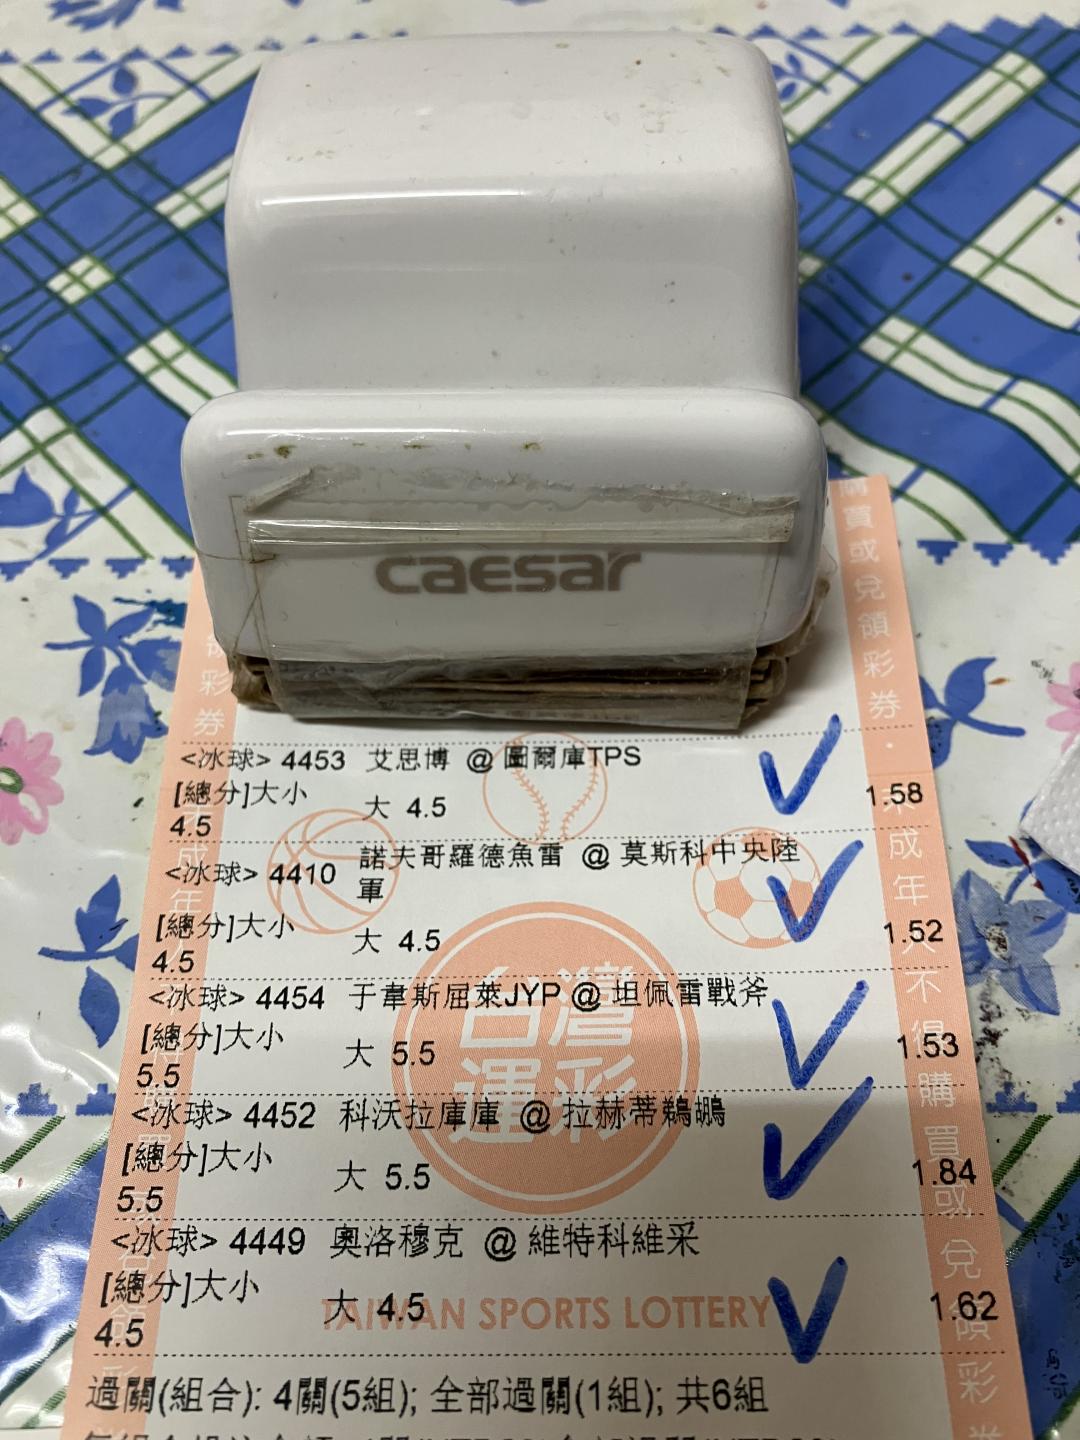 caesar
購買或兌領彩券
<冰球> 4453 艾思博 @ 圖爾庫TPS
[總分]大小 大 4.5 1.58
4.5
<冰球> 4410 諾夫哥羅德魚雷 @ 莫斯科中央陸
軍
[總分]大小 大 4.5 1.52
4.5
<冰球> 4454 于韋斯屈萊JYP @ 坦佩雷戰斧
[總分]大小 大 5.5 1.53
5.5
<冰球> 4452 科沃拉庫庫 @ 拉赫蒂鵜鶘
[總分]大小 大 5.5 1.84
5.5
<冰球> 4449 奧洛穆克 @ 維特科維采
[總分]大小 大 4.5 1.62
4.5
台灣
運彩
TAIWAN SPORTS LOTTERY
過關(組合): 4關(5組); 全部過關(1組); 共6組